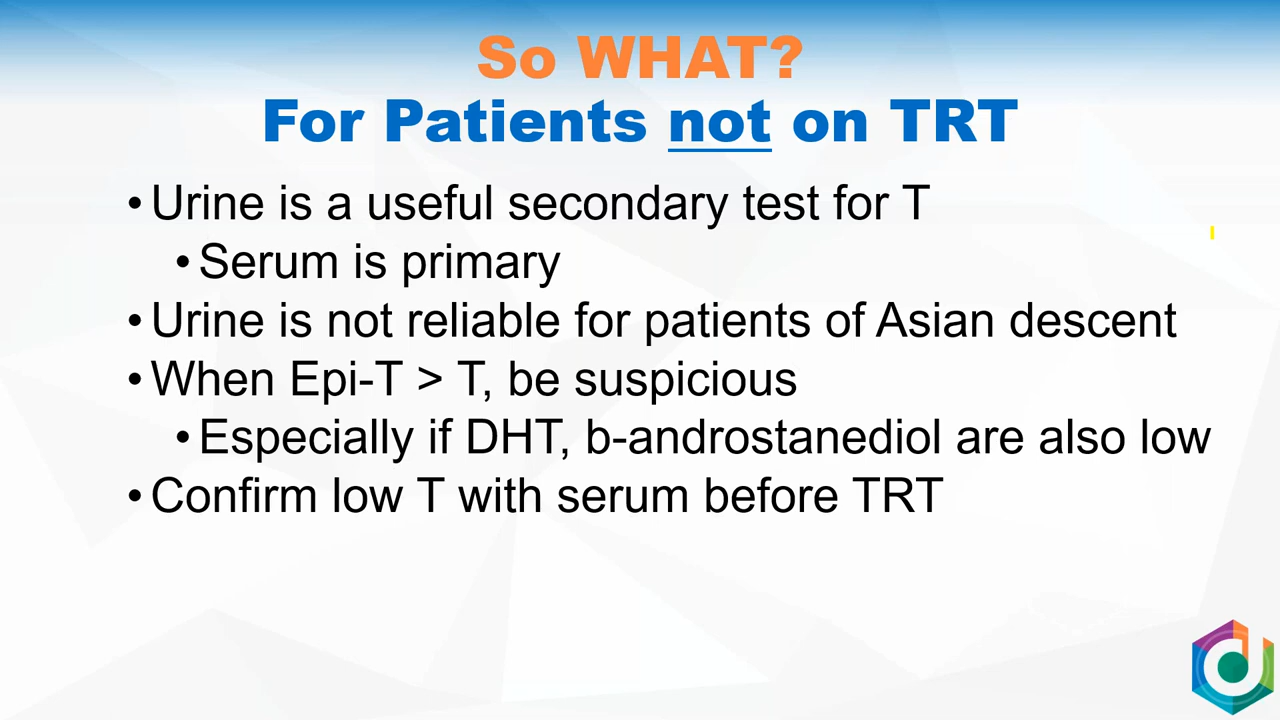 So WHAT?
For Patients not on TRT
• Urine is a useful secondary test for T
• Serum is primary
• Urine is not reliable for patients of Asian descent
• When Epi-T > T, be suspicious
• Especially if DHT, b-androstanediol are also low
• Confirm low T with serum before TRT